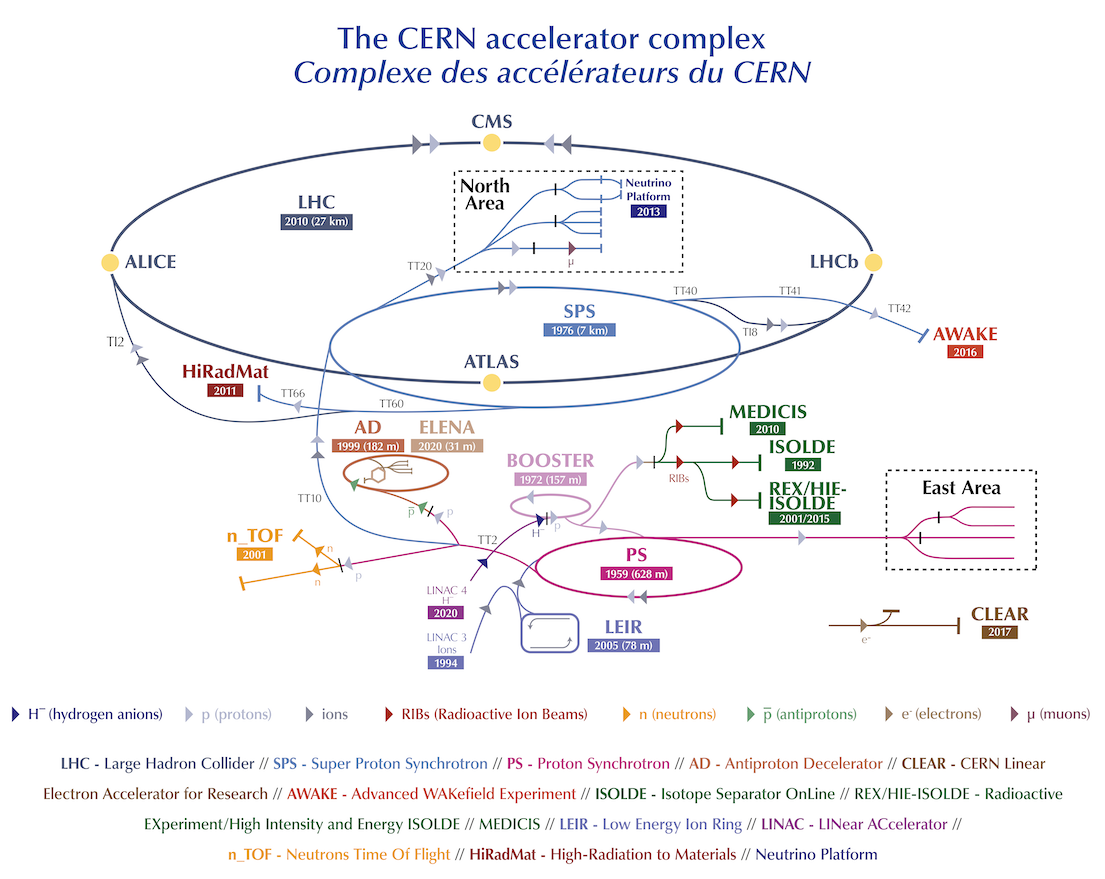 The CERN accelerator complex
Complexe des accélérateurs du CERN
CMS
North
Area
Neutrino
Platform
2013
LHC
2010 (27 km)
μ
ALICE
LHCb
TT20
TT40
TT41
TT42
SPS
1976 (7 km)
TI8
TI2
AWAKE
2016
ATLAS
HiRadMat
2011
TT66
TT60
MEDICIS
2010
AD
1999 (182 m)
ELENA
2020 (31 m)
ISOLDE
1992
BOOSTER
1972 (157 m)
RIBs
REX/HIE-
ISOLDE
2001/2015
East Area
TT10
p̅
p
p
H⁻
n_TOF
2001
n
n
p
TT2
PS
1959 (628 m)
LINAC 4
H⁻
2020
LINAC 3
Ions
1994
LEIR
2005 (78 m)
CLEAR
2017
e⁻
H⁻ (hydrogen anions)
p (protons)
ions
RIBs (Radioactive Ion Beams)
n (neutrons)
p̅ (antiprotons)
e⁻ (electrons)
μ (muons)
LHC - Large Hadron Collider // SPS - Super Proton Synchrotron // PS - Proton Synchrotron // AD - Antiproton Decelerator // CLEAR - CERN Linear
Electron Accelerator for Research // AWAKE - Advanced WAKefield Experiment // ISOLDE - Isotope Separator OnLine // REX/HIE-ISOLDE - Radioactive
EXperiment/High Intensity and Energy ISOLDE // MEDICIS // LEIR - Low Energy Ion Ring // LINAC - LINear ACcelerator //
n_TOF - Neutrons Time Of Flight // HiRadMat - High-Radiation to Materials // Neutrino Platform